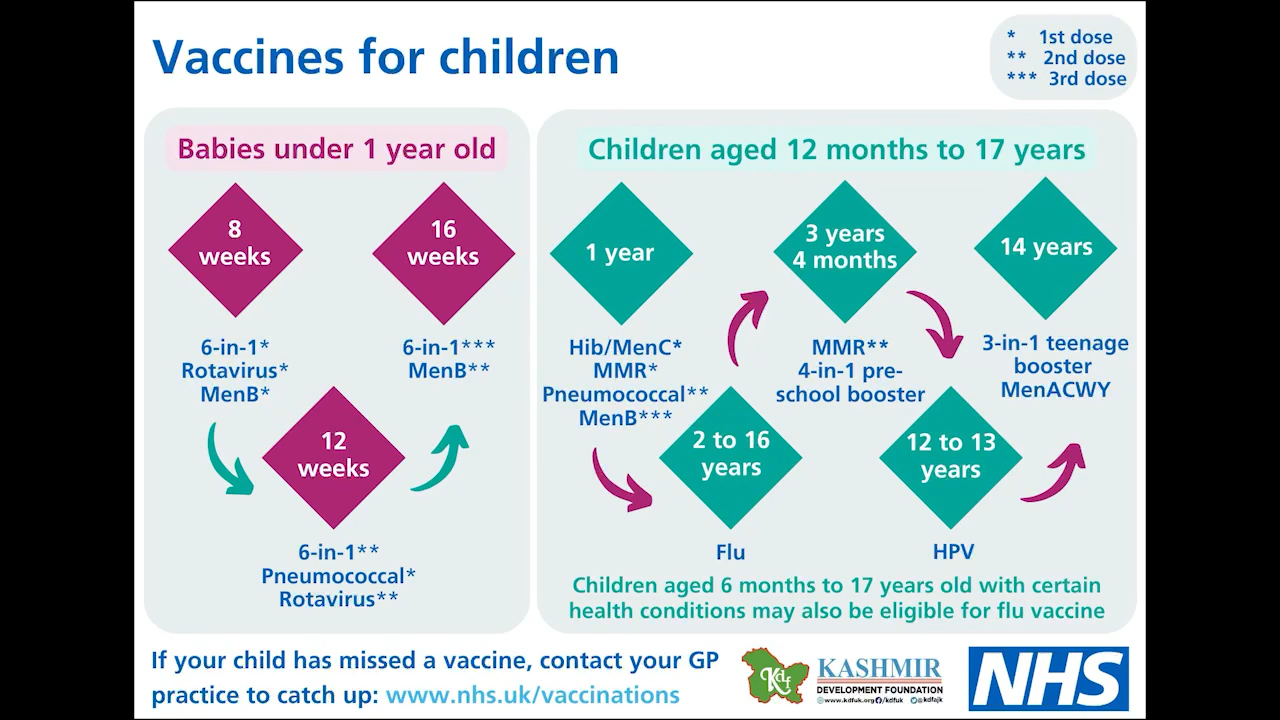 Vaccines for children
* 1st dose
** 2nd dose
*** 3rd dose
Babies under 1 year old
8
weeks
6-in-1*
Rotavirus*
MenB*
12
weeks
6-in-1**
Pneumococcal*
Rotavirus**
16
weeks
6-in-1***
MenB**
Children aged 12 months to 17 years
1 year
Hib/MenC*
MMR*
Pneumococcal**
MenB***
2 to 16
years
Flu
3 years
4 months
MMR**
4-in-1 pre-
school booster
12 to 13
years
HPV
14 years
3-in-1 teenage
booster
MenACWY
Children aged 6 months to 17 years old with certain
health conditions may also be eligible for flu vaccine
If your child has missed a vaccine, contact your GP
practice to catch up: www.nhs.uk/vaccinations
Kdf
KASHMIR
DEVELOPMENT FOUNDATION
www.kdfuk.org /kdfuk @kdfajk
NHS